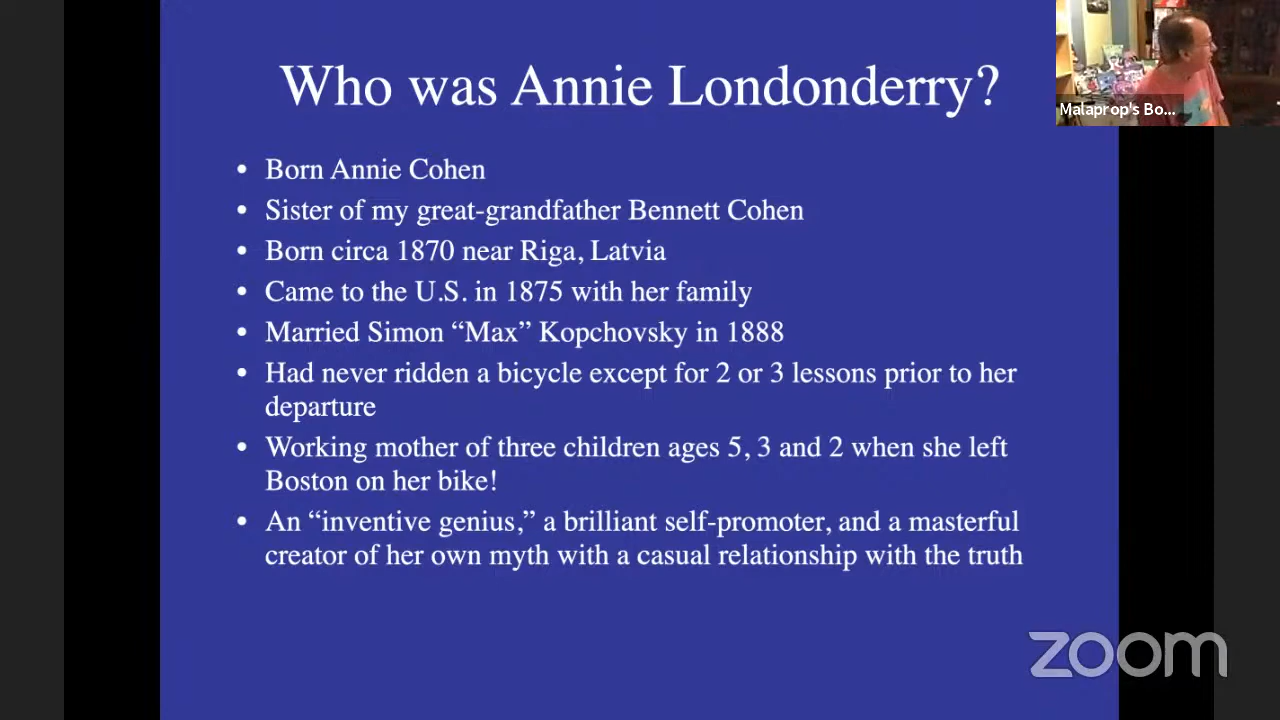 Who was Annie Londonderry?
Malaprop's Bo...
• Born Annie Cohen
• Sister of my great-grandfather Bennett Cohen
• Born circa 1870 near Riga, Latvia
• Came to the U.S. in 1875 with her family
• Married Simon “Max” Kopchovsky in 1888
• Had never ridden a bicycle except for 2 or 3 lessons prior to her
departure
• Working mother of three children ages 5, 3 and 2 when she left
Boston on her bike!
• An “inventive genius,” a brilliant self-promoter, and a masterful
creator of her own myth with a casual relationship with the truth
zoom